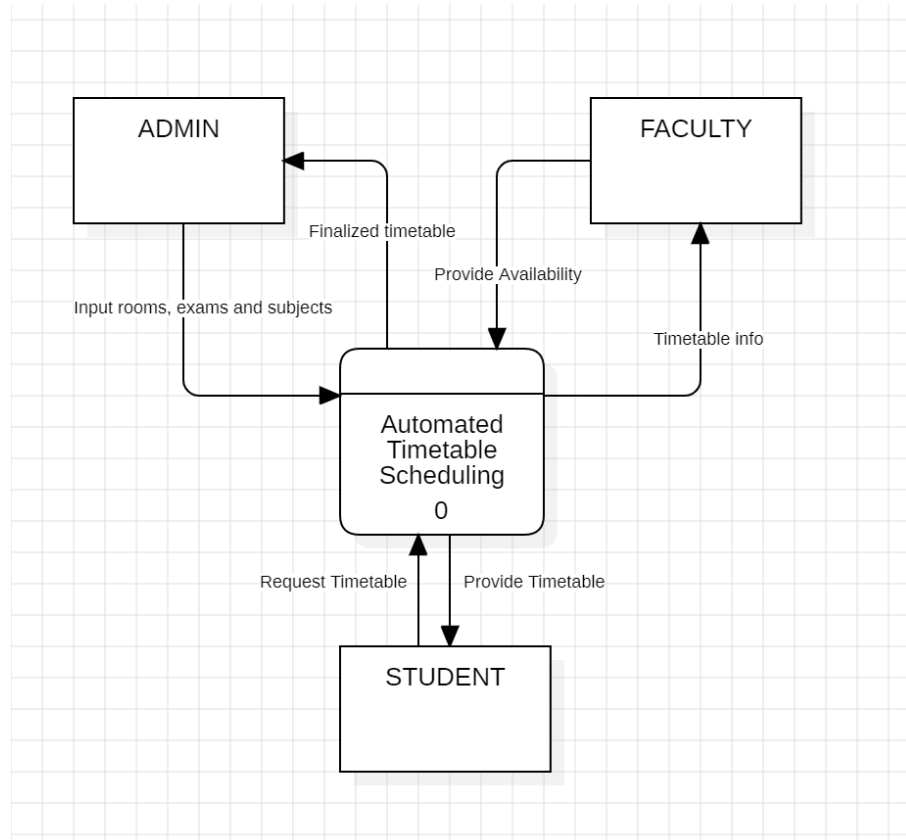 ADMIN
FACULTY
Finalized timetable
Provide Availability
Input rooms, exams and subjects
Timetable info
Automated
Timetable
Scheduling
0
Request Timetable
Provide Timetable
STUDENT